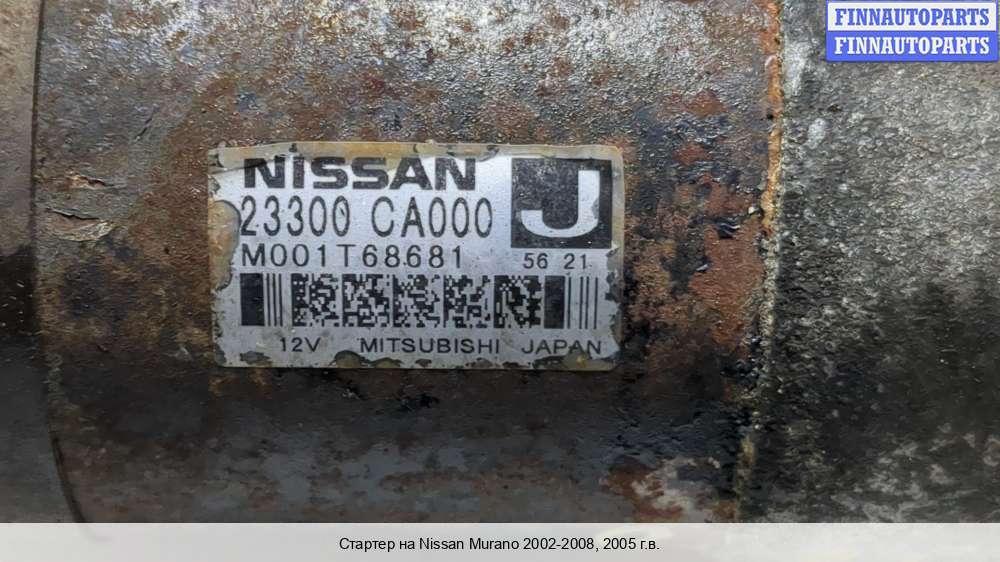 FINNAUTOPARTS
FINNAUTOPARTS
NISSAN J
23300 CA000
M001T68681 56 21
12V MITSUBISHI JAPAN
Стартер на Nissan Murano 2002-2008, 2005 г.в.